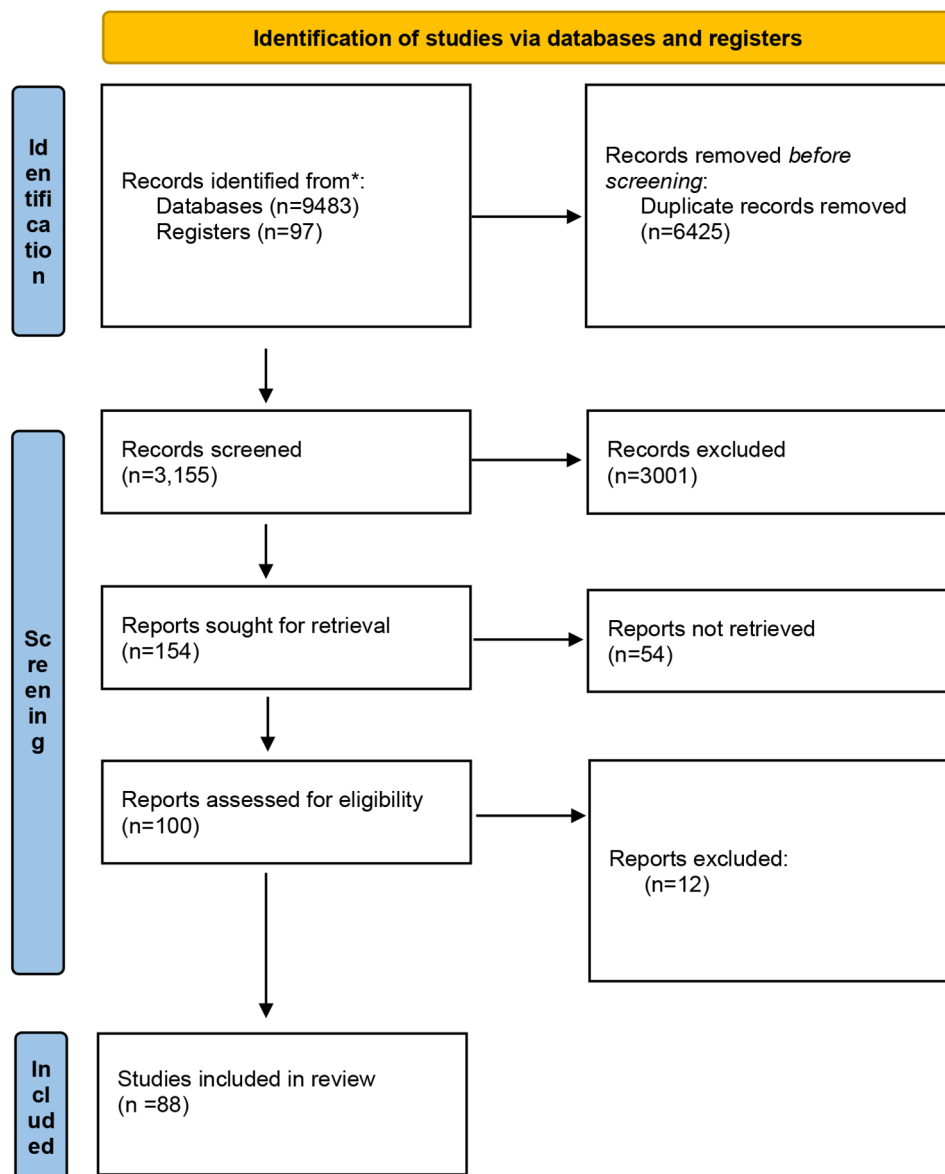 Identification of studies via databases and registers
Id
en
tifi
ca
tio
n
Records identified from*:
Databases (n=9483)
Registers (n=97)
Records removed before
screening:
Duplicate records removed
(n=6425)
Sc
re
en
in
g
Records screened
(n=3,155)
Records excluded
(n=3001)
Reports sought for retrieval
(n=154)
Reports not retrieved
(n=54)
Reports assessed for eligibility
(n=100)
Reports excluded:
(n=12)
In
cl
ud
ed
Studies included in review
(n =88)